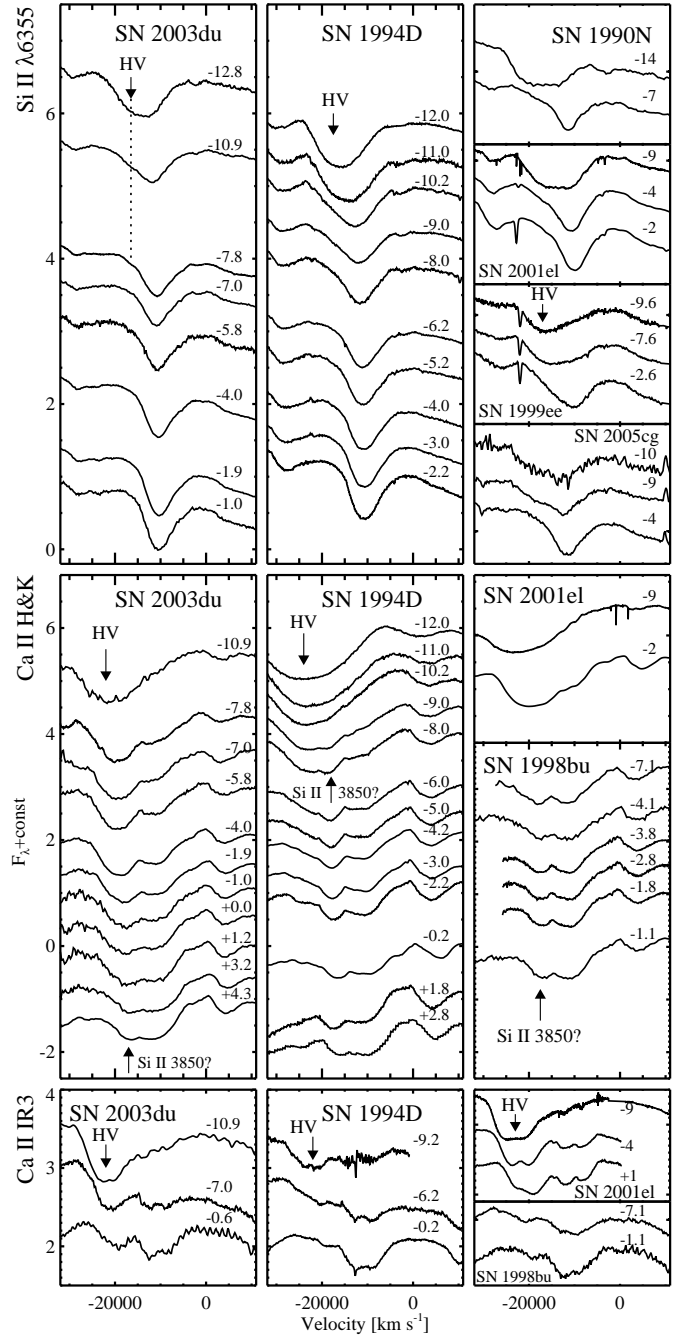 Si II λ6355
SN 2003du
HV
-12.8
-10.9
-7.8
-7.0
-5.8
-4.0
-1.9
-1.0
6
4
2
0
SN 1994D
HV
-12.0
-11.0
-10.2
-9.0
-8.0
-6.2
-5.2
-4.0
-3.0
-2.2
SN 1990N
-14
-7
-9
-4
-2
SN 2001el
HV
-9.6
-7.6
-2.6
SN 1999ee
SN 2005cg
-10
-9
-4
Ca II H&K
Fλ+const
SN 2003du
HV
-10.9
-7.8
-7.0
-5.8
-4.0
-1.9
-1.0
+0.0
+1.2
+3.2
+4.3
Si II 3850?
6
4
2
0
-2
SN 1994D
HV
-12.0
-11.0
-10.2
-9.0
-8.0
Si II 3850?
-6.0
-5.0
-4.2
-3.0
-2.2
-0.2
+1.8
+2.8
SN 2001el
-9
-2
SN 1998bu
-7.1
-4.1
-3.8
-2.8
-1.8
-1.1
Si II 3850?
Ca II IR3
SN 2003du
HV
-10.9
-7.0
-0.6
4
3
2
SN 1994D
HV
-9.2
-6.2
-0.2
HV
-9
-4
+1
SN 2001el
-7.1
-1.1
SN 1998bu
-20000 0 -20000 0 -20000 0
Velocity [km s⁻¹]